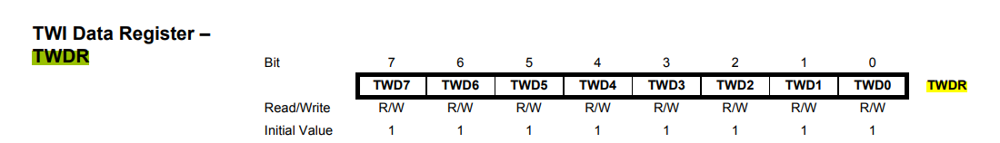 TWI Data Register –
TWDR
Bit 7 6 5 4 3 2 1 0
TWD7 TWD6 TWD5 TWD4 TWD3 TWD2 TWD1 TWD0 TWDR
Read/Write R/W R/W R/W R/W R/W R/W R/W R/W
Initial Value 1 1 1 1 1 1 1 1